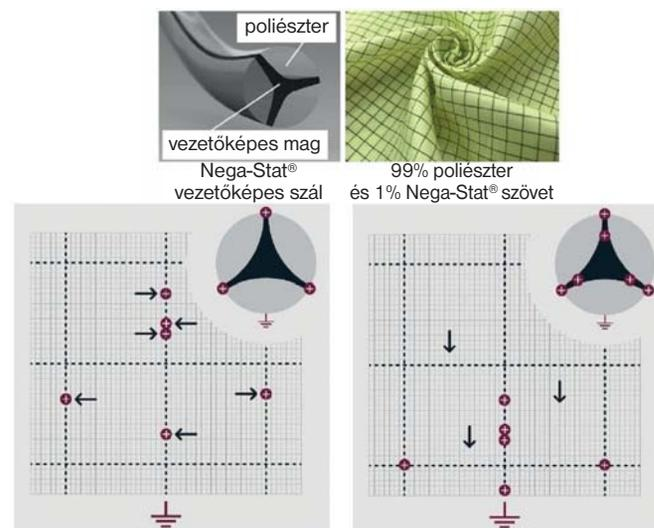 poliészter
vezetőképes mag
Nega-Stat®
vezetőképes szál
99% poliészter
és 1% Nega-Stat® szövet